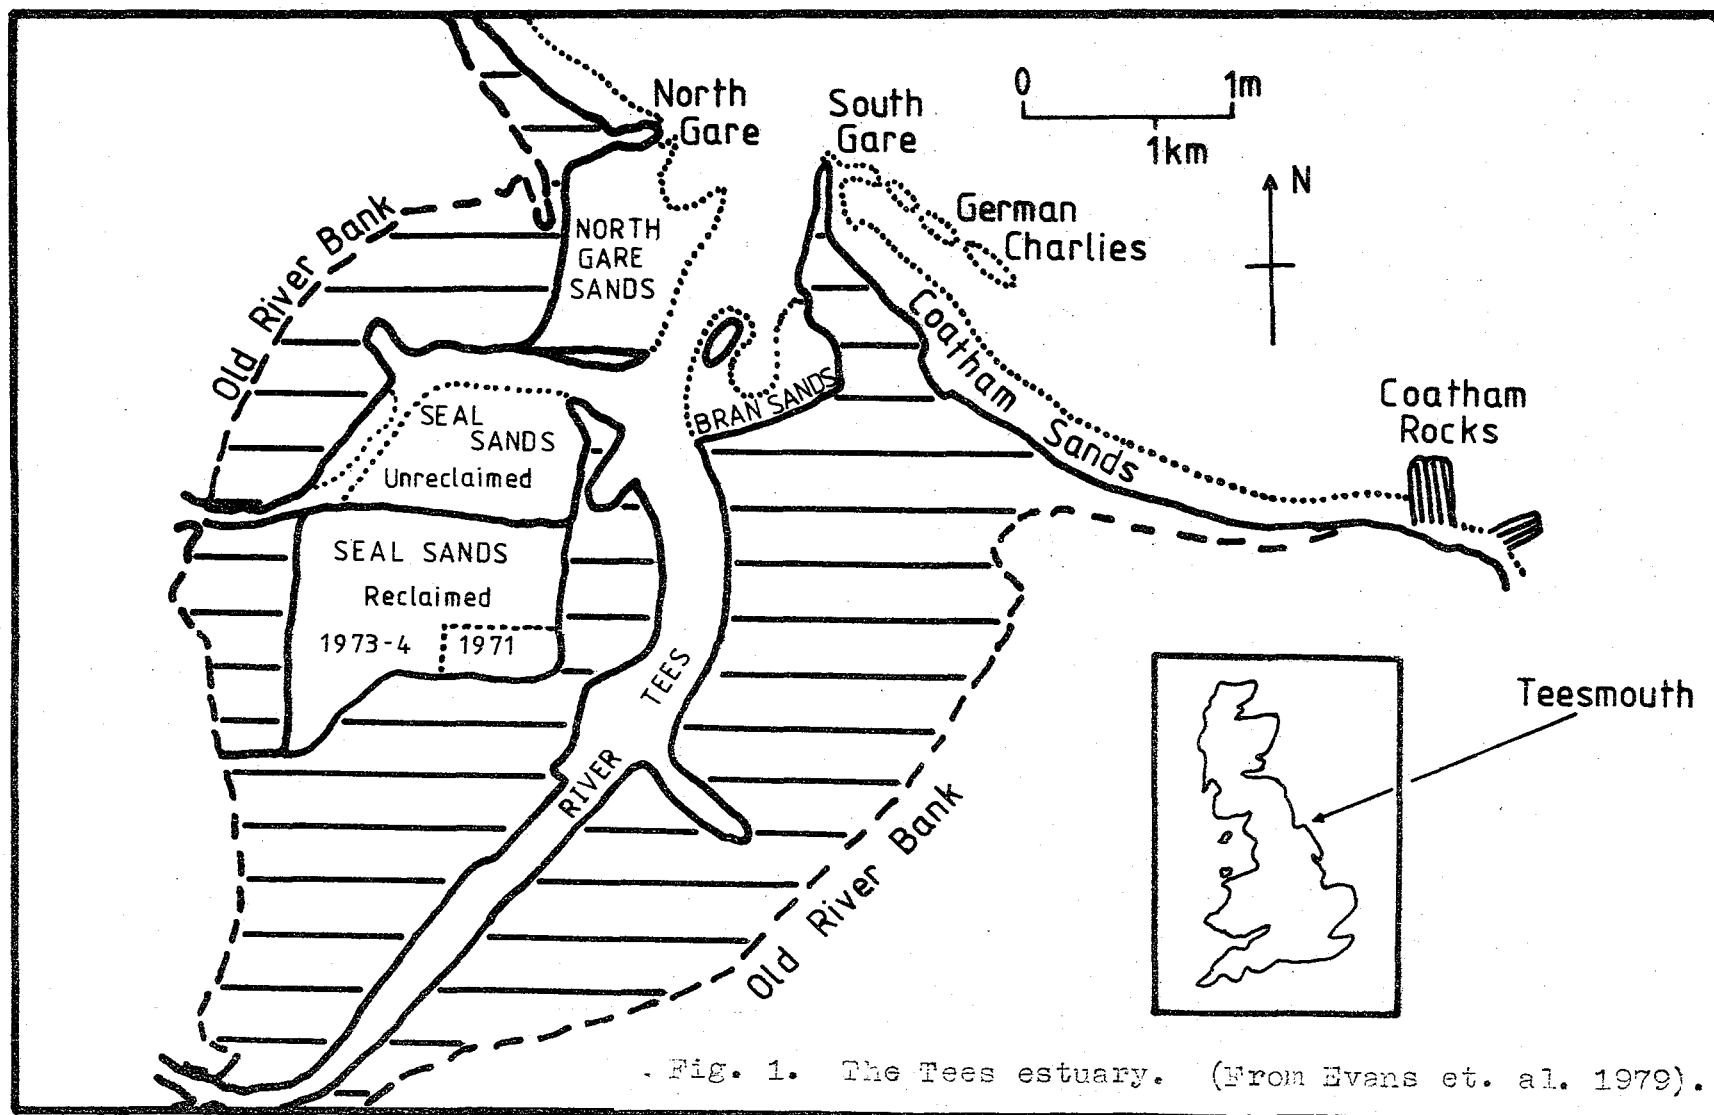 North
Gare
South
Gare
0 1m
1km
N
German
Charlies
Old River Bank
NORTH
GARE
SANDS
Coatham
Sands
Coatham
Rocks
BRAN SANDS
SEAL
SANDS
Unreclaimed
SEAL SANDS
Reclaimed
1973-4 1971
RIVER TEES
Old River Bank
Teesmouth
Fig. 1. The Tees estuary. (From Evans et. al. 1979).